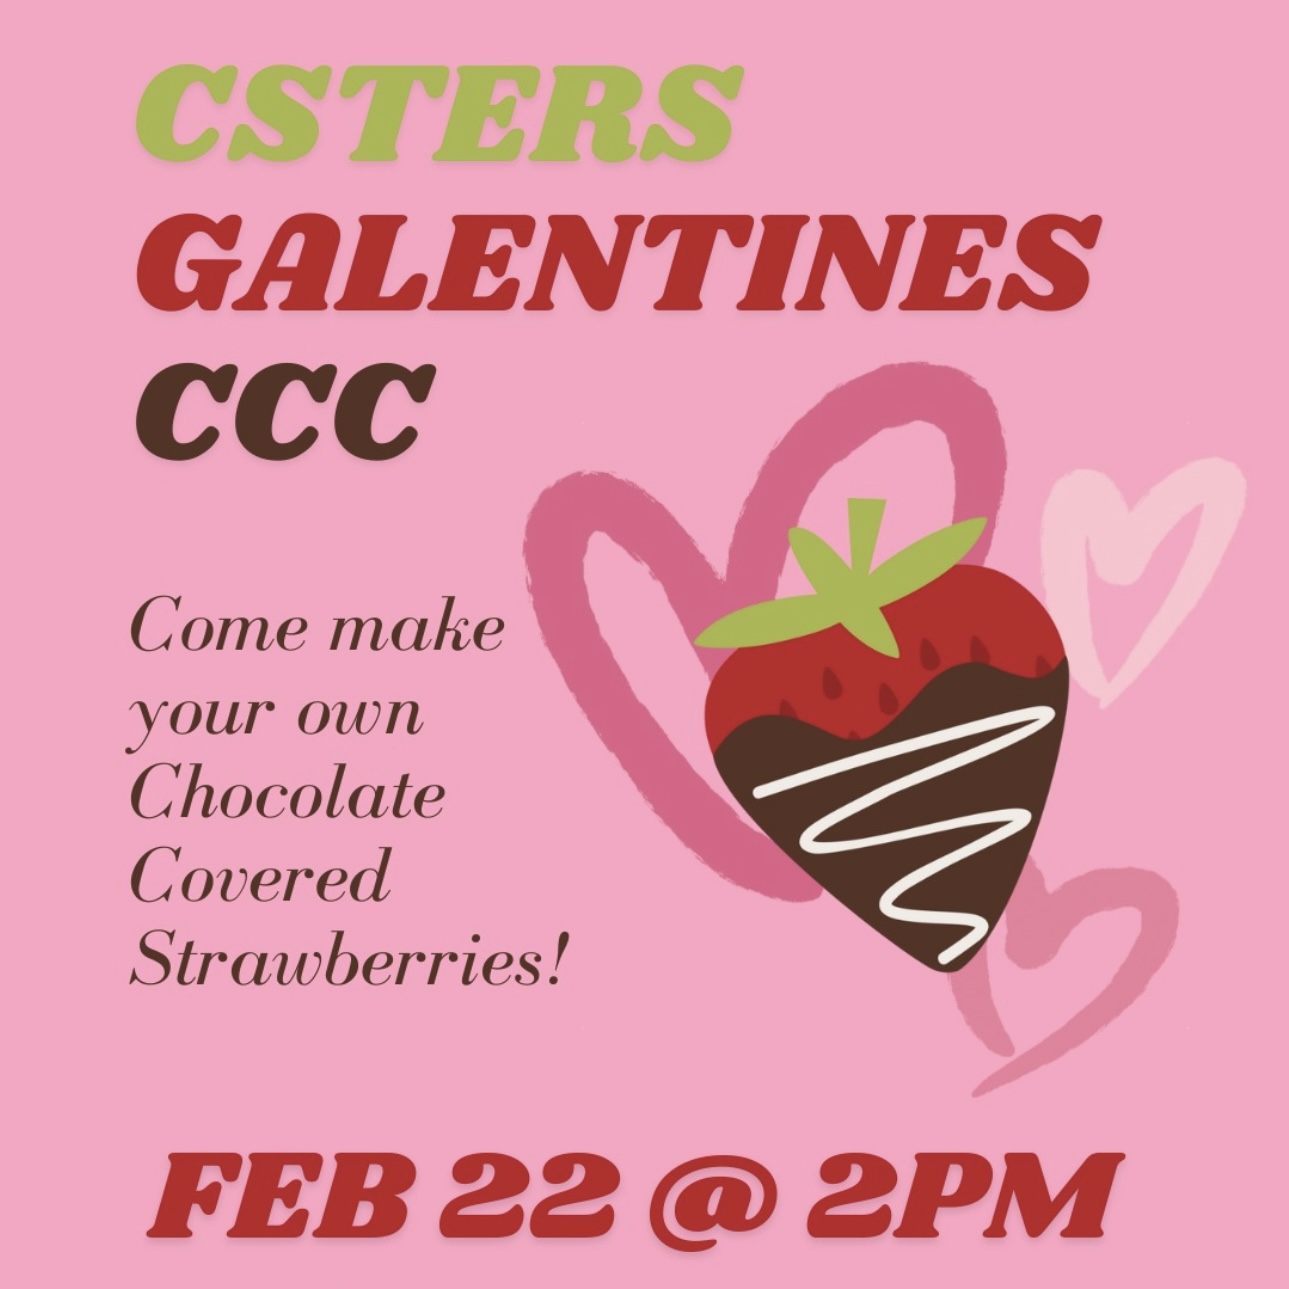 CSTERS
GALENTINES
CCC
Come make
your own
Chocolate
Covered
Strawberries!
FEB 22 @ 2PM